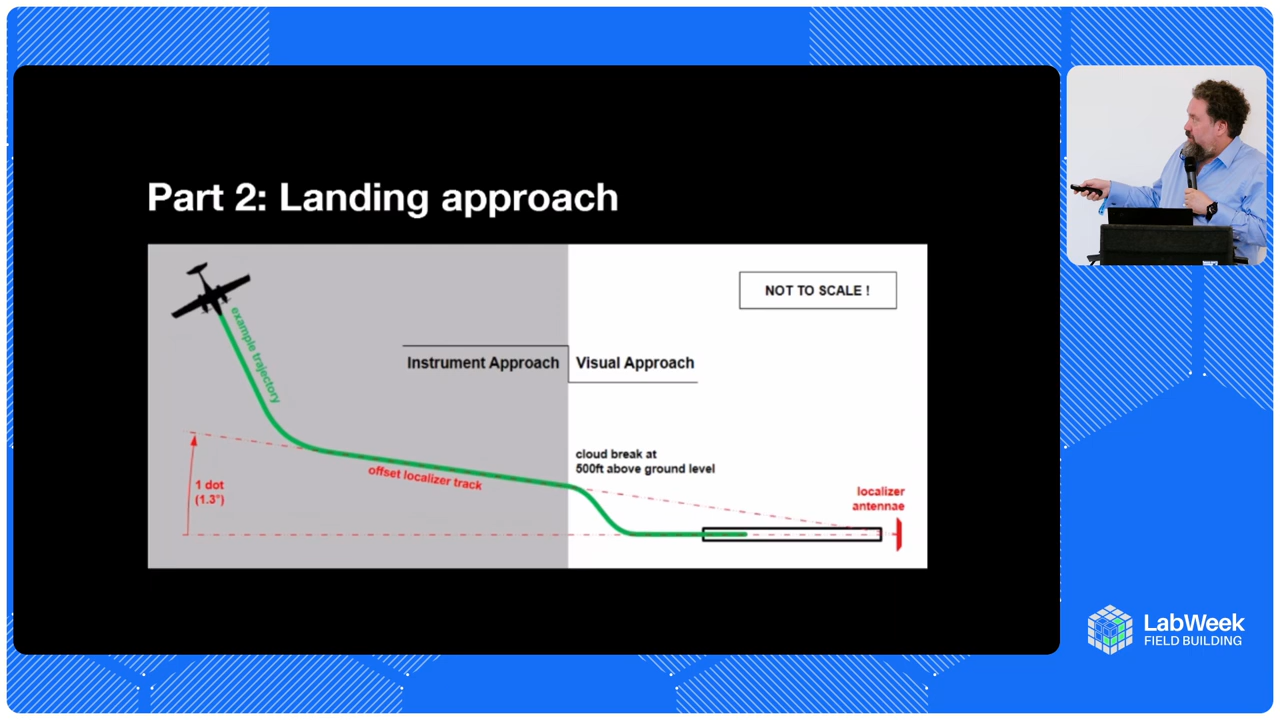 Part 2: Landing approach
NOT TO SCALE !
example trajectory
Instrument Approach
Visual Approach
cloud break at
500ft above ground level
offset localizer track
1 dot
(1.3°)
localizer
antennae
LabWeek
FIELD BUILDING